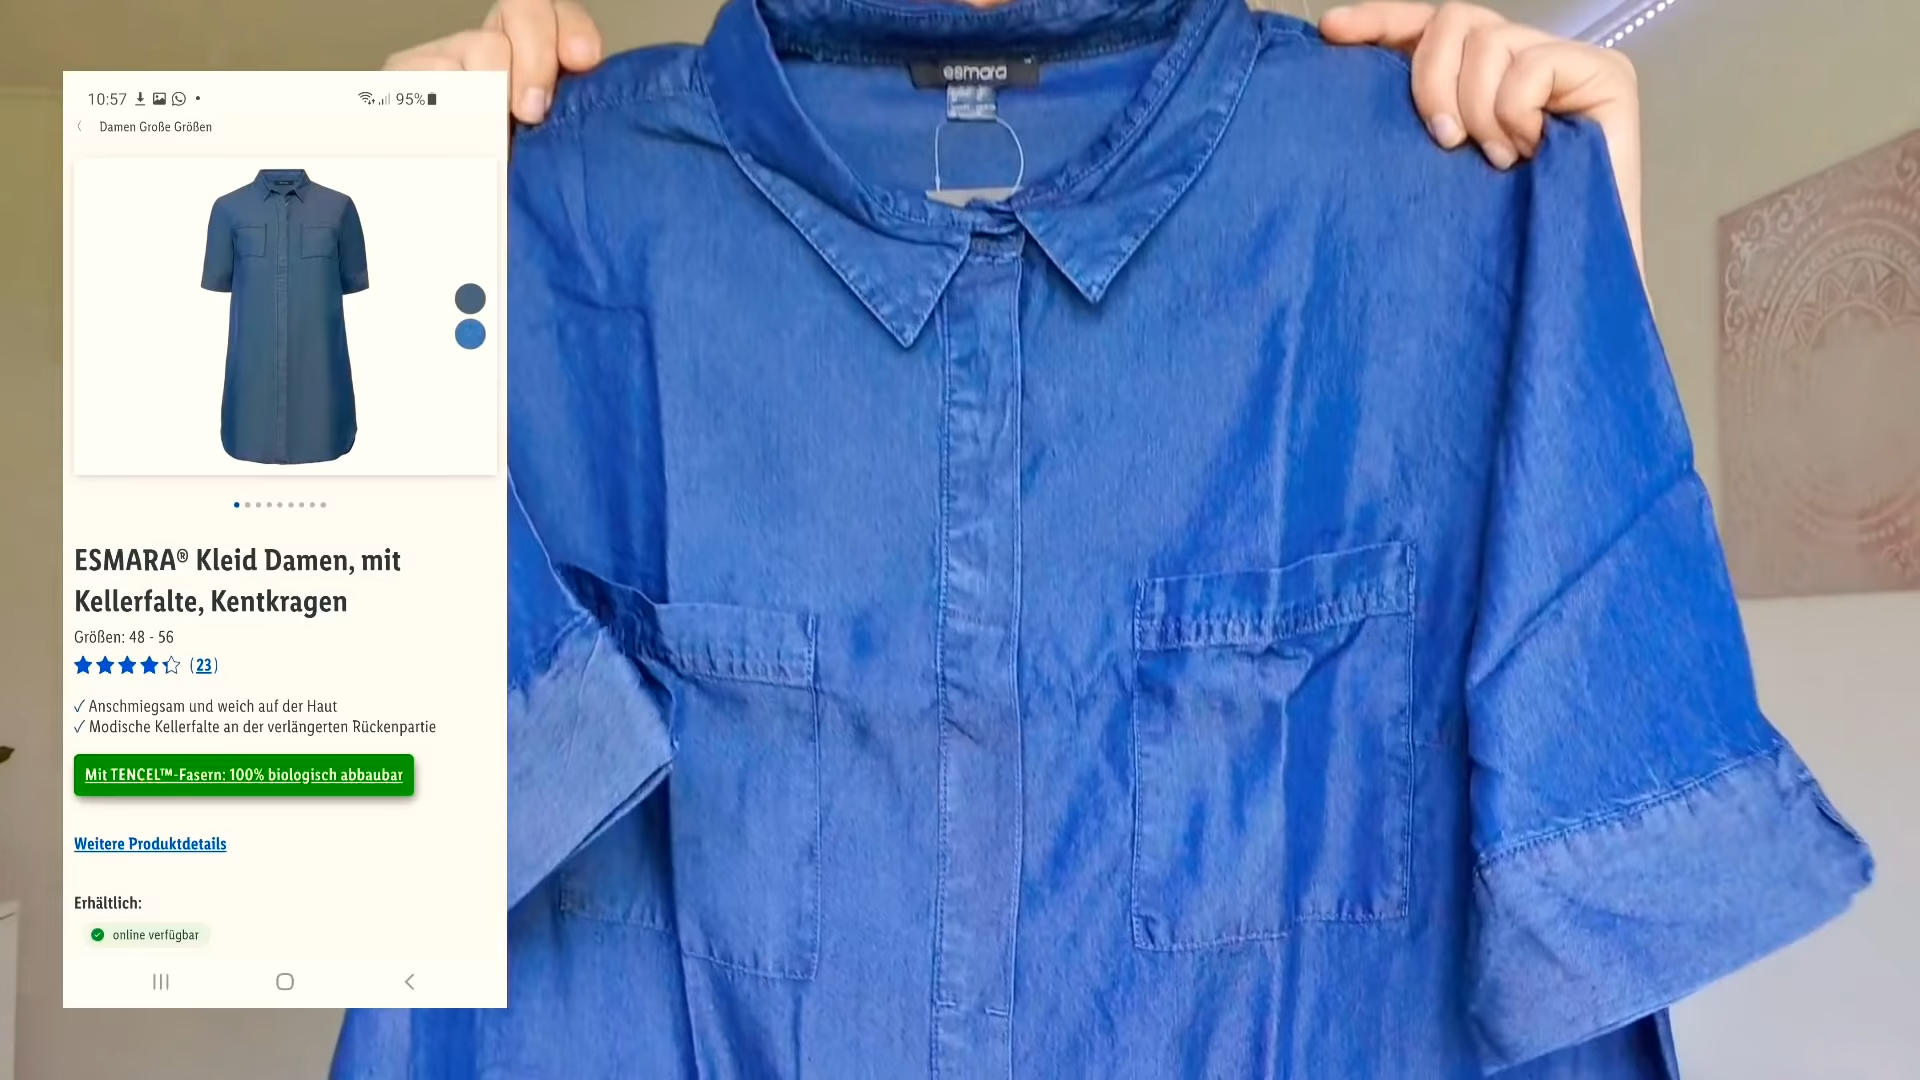 10:57
95%
Damen Große Größen
ESMARA® Kleid Damen, mit
Kellerfalte, Kentkragen
Größen: 48 - 56
(23)
✓ Anschmiegsam und weich auf der Haut
✓ Modische Kellerfalte an der verlängerten Rückenpartie
Mit TENCEL™-Fasern: 100% biologisch abbaubar
Weitere Produktdetails
Erhältlich:
online verfügbar
esmara